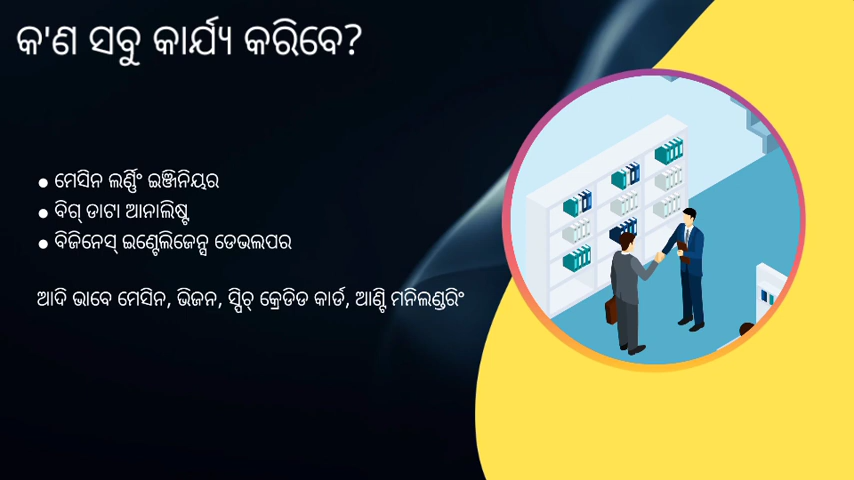 କ'ଣ ସବୁ କାର୍ଯ୍ୟ କରିବେ?
• ମେସିନ ଲର୍ଣ୍ଣିଂ ଇଞ୍ଜିନିୟର
• ବିଗ୍ ଡାଟା ଆନାଲିଷ୍ଟ
• ବିଜିନେସ୍ ଇଣ୍ଟେଲିଜେନ୍ସ ଡେଭଲପର
ଆଦି ଭାବେ ମେସିନ, ଭିଜନ, ସ୍ପିଚ୍ କ୍ରେଡିଡ କାର୍ଡ, ଆଣ୍ଟି ମନିଲଣ୍ଡରିଂ